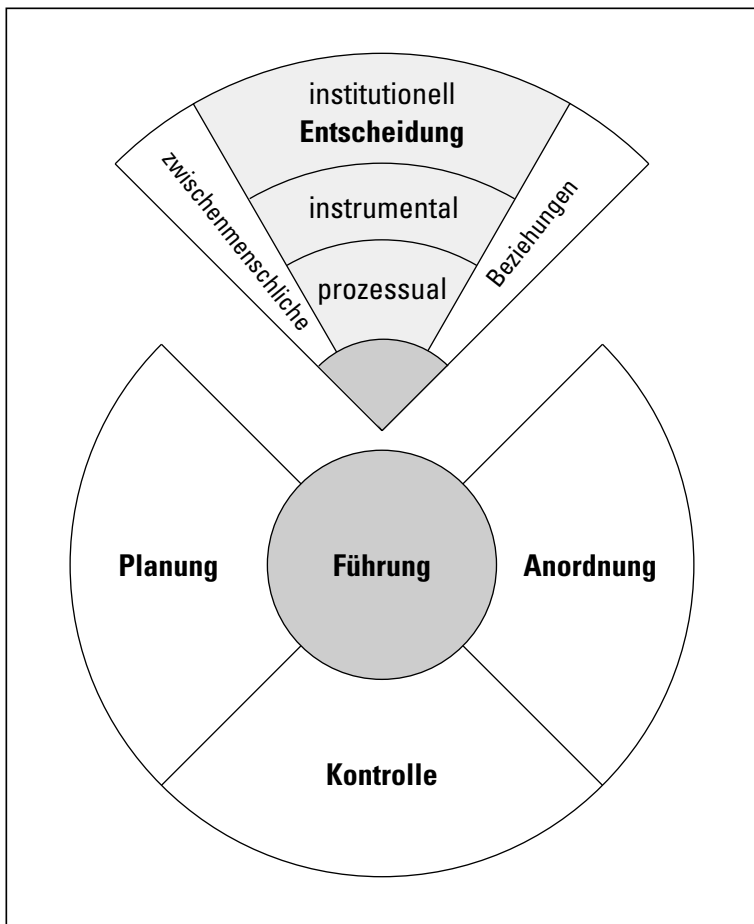 institutionell
Entscheidung
zwischenmenschliche
instrumental
Beziehungen
prozessual
Planung
Führung
Anordnung
Kontrolle